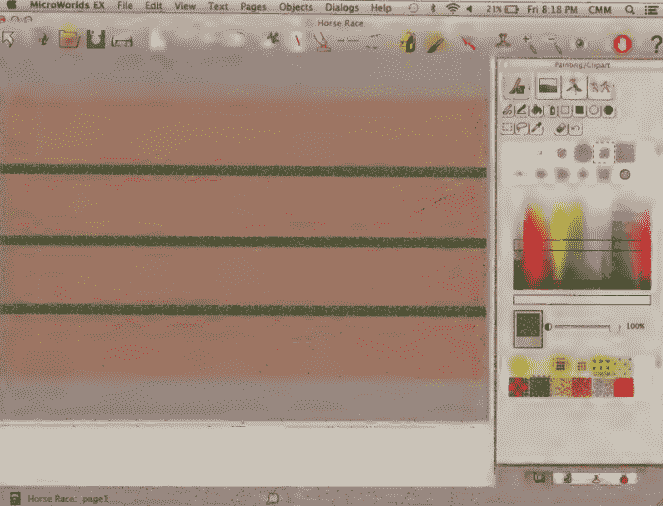 MicroWorlds EX File Edit View Text Pages Objects Dialogs Help 21% Fri 8:18 PM CMM
Horse Race
?
Painting/Clipart
100%
Horse Race: page1